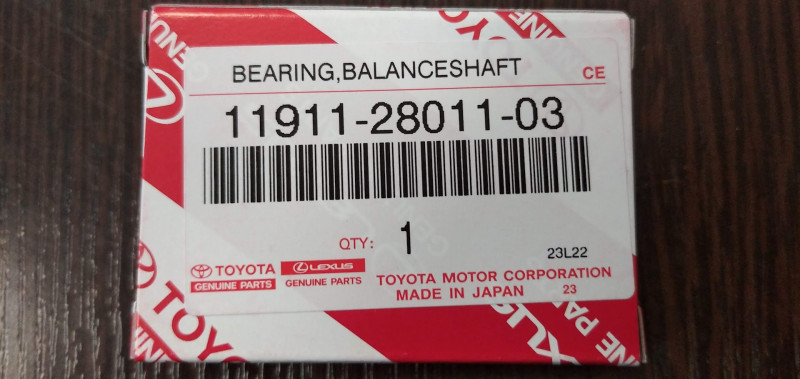 BEARING,BALANCESHAFT
CE
11911-28011-03
QTY: 1
23L22
TOYOTA
GENUINE PARTS
LEXUS
GENUINE PARTS
TOYOTA MOTOR CORPORATION
MADE IN JAPAN 23
TOYO